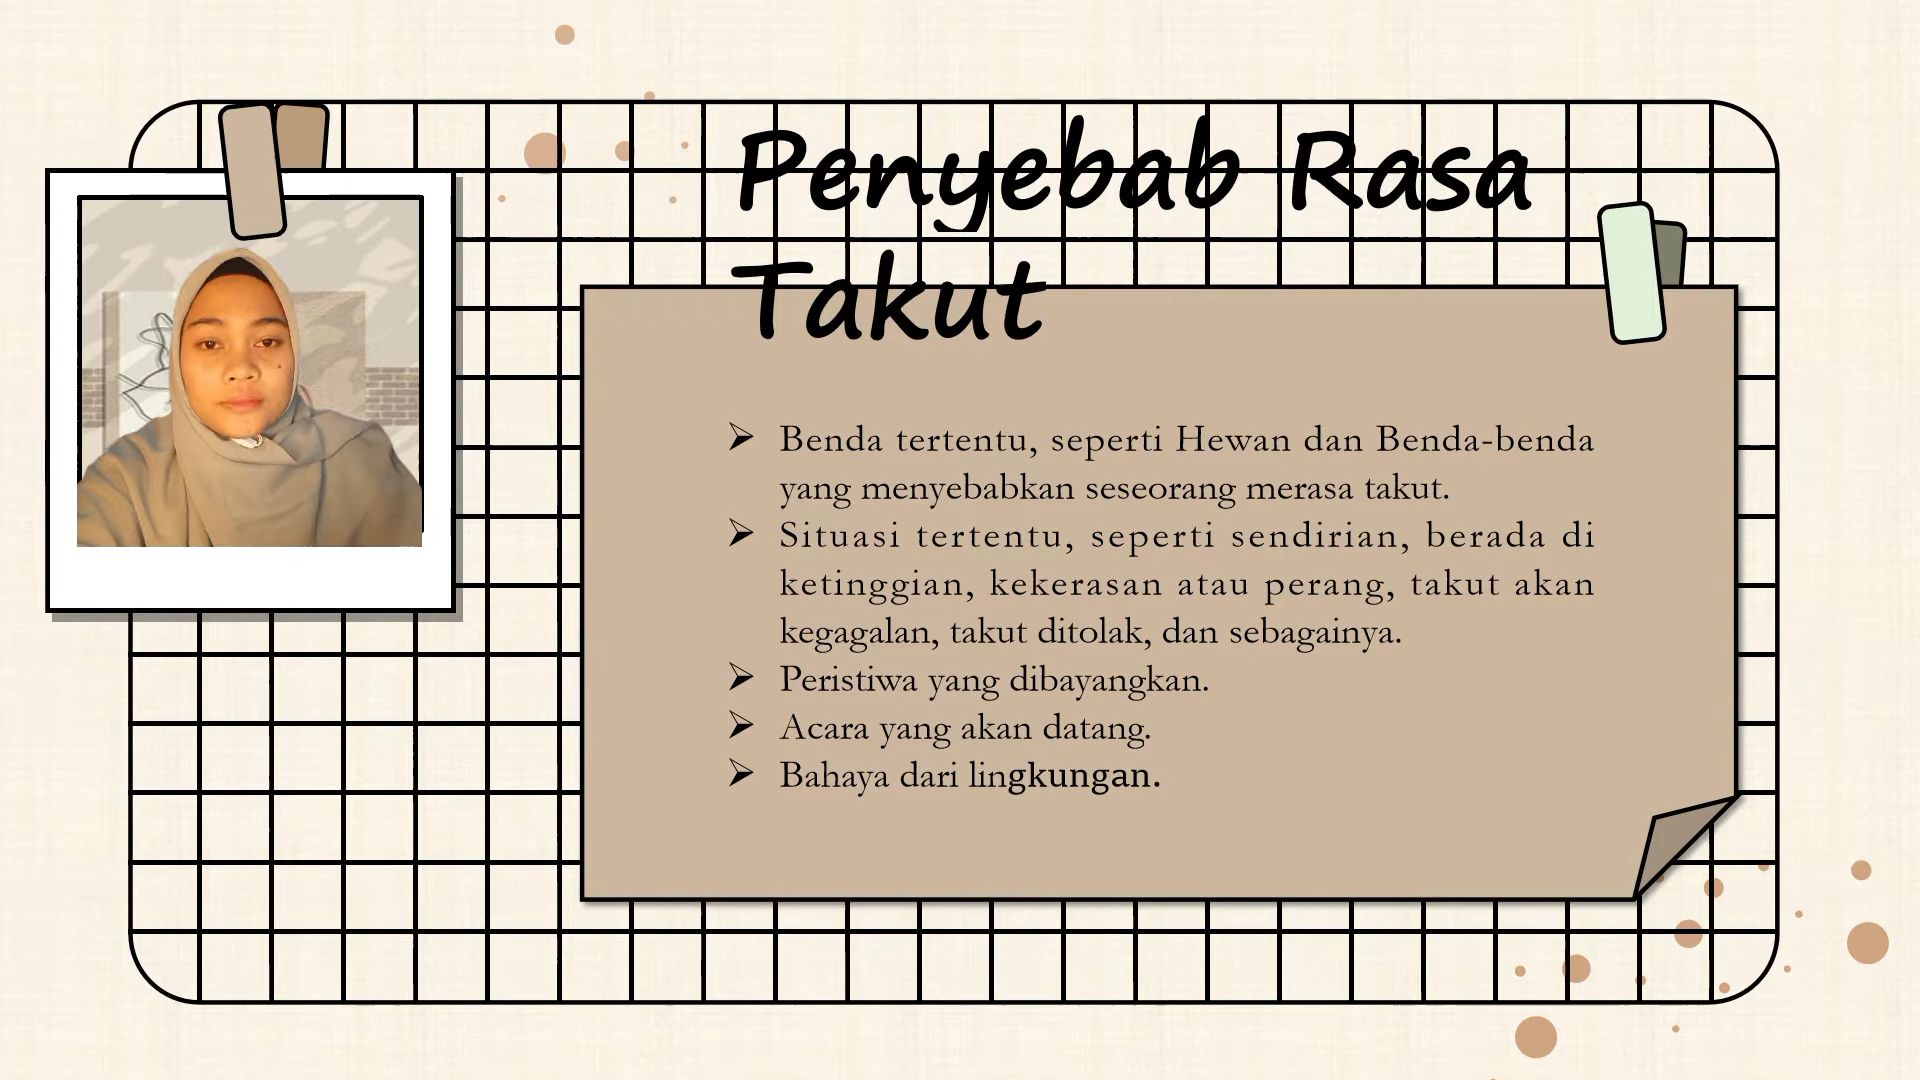 Penyebab Rasa
Takut
Benda tertentu, seperti Hewan dan Benda-benda
yang menyebabkan seseorang merasa takut.
Situasi tertentu, seperti sendirian, berada di
ketinggian, kekerasan atau perang, takut akan
kegagalan, takut ditolak, dan sebagainya.
Peristiwa yang dibayangkan.
Acara yang akan datang.
Bahaya dari lingkungan.